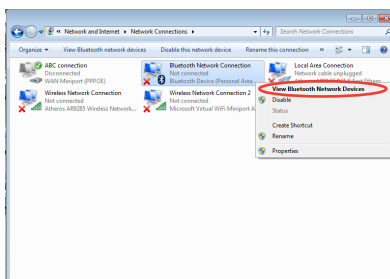 Network and Internet ▸ Network Connections ▸
Search Network Connections
Organize
View Bluetooth network devices
Disable this network device
Rename this connection
»
ABC connection
Disconnected
WAN Miniport (PPPOE)
Bluetooth Network Connection
Not connected
Bluetooth Device (Personal Area...
Local Area Connection
Network cable unplugged
Wireless Network Connection
Not connected
Atheros AR9285 Wireless Network...
Wireless Network Connection 2
Not connected
Microsoft Virtual WiFi Miniport A
View Bluetooth Network Devices
Disable
Status
Create Shortcut
Rename
Properties